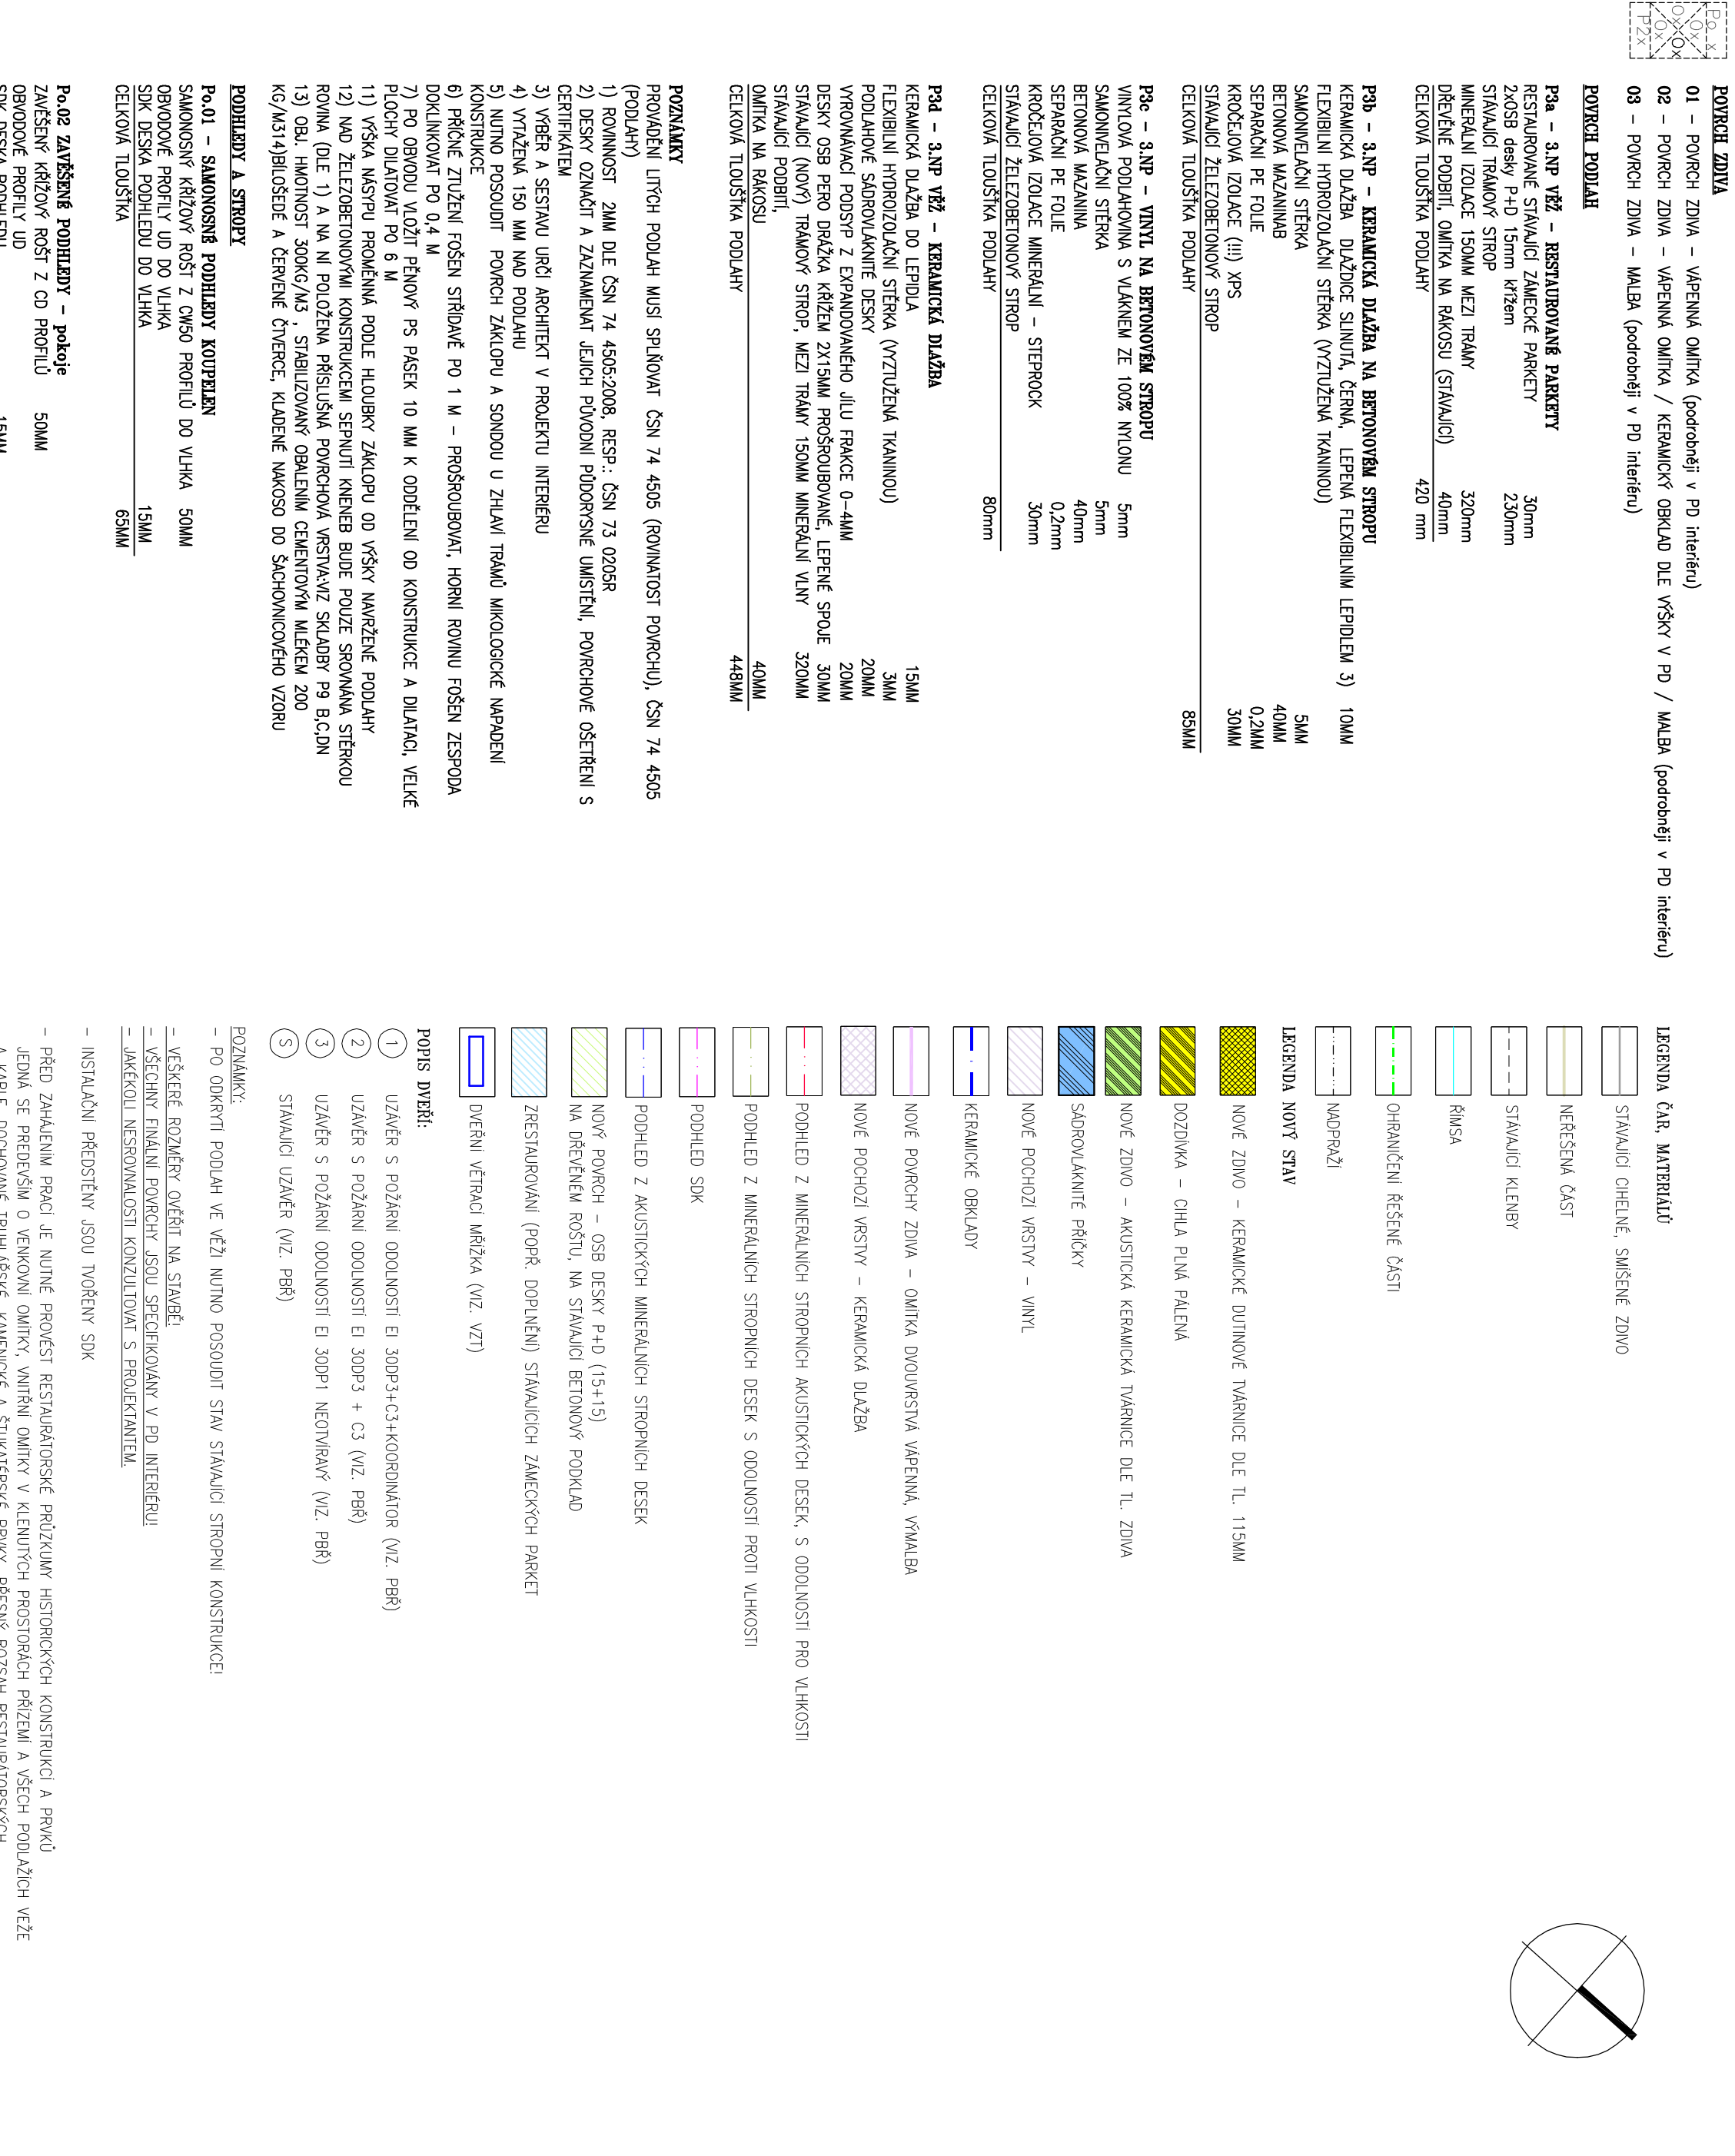 Po x
Ox
Ox
Ox
Ox
P2x
POVRCH ZDIVA
01 – POVRCH ZDIVA – VÁPENNÁ OMÍTKA (podrobněji v PD interiéru)
02 – POVRCH ZDIVA – VÁPENNÁ OMÍTKA / KERAMICKÝ OBKLAD DLE VÝŠKY V PD / MALBA (podrobněji v PD interiéru)
03 – POVRCH ZDIVA – MALBA (podrobněji v PD interiéru)
POVRCH PODLAH
P3a – 3.NP VĚŽ – RESTAUROVANÉ PARKETY
RESTAUROVANÉ STÁVAJÍCÍ ZÁMECKÉ PARKETY 30mm
2xOSB desky P+D 15mm křížem 230mm
STÁVAJÍCÍ TRÁMOVÝ STROP
MINERÁLNÍ IZOLACE 150MM MEZI TRÁMY 320mm
DŘEVĚNÉ PODBITÍ, OMÍTKA NA RÁKOSU (STÁVAJÍCÍ) 40mm
CELKOVÁ TLOUŠŤKA PODLAHY 420 mm
P3b – 3.NP – KERAMICKÁ DLAŽBA NA BETONOVÉM STROPU
KERAMICKÁ DLAŽBA DLAŽDICE SLINUTÁ, ČERNÁ, LEPENÁ FLEXIBILNÍM LEPIDLEM 3) 10MM
FLEXIBILNÍ HYDROIZOLAČNÍ STĚRKA (VYZTUŽENÁ TKANINOU)
SAMONIVELAČNÍ STĚRKA 5MM
BETONOVÁ MAZANINAB 40MM
SEPARAČNÍ PE FOLIE 0,2MM
KROČEJOVÁ IZOLACE (!!!) XPS 30MM
STÁVAJÍCÍ ŽELEZOBETONOVÝ STROP
CELKOVÁ TLOUŠŤKA PODLAHY 85MM
P3c – 3.NP – VINYL NA BETONOVÉM STROPU
VINYLOVÁ PODLAHOVINA S VLÁKNEM ZE 100% NYLONU 5mm
SAMONIVELAČNÍ STĚRKA 5mm
BETONOVÁ MAZANINA 40mm
SEPARAČNÍ PE FOLIE 0,2mm
KROČEJOVÁ IZOLACE MINERÁLNÍ – STEPROCK 30mm
STÁVAJÍCÍ ŽELEZOBETONOVÝ STROP
CELKOVÁ TLOUŠŤKA PODLAHY 80mm
P3d – 3.NP VĚŽ – KERAMICKÁ DLAŽBA
KERAMICKÁ DLAŽBA DO LEPIDLA 15MM
FLEXIBILNÍ HYDROIZOLAČNÍ STĚRKA (VYZTUŽENÁ TKANINOU) 3MM
PODLAHOVÉ SÁDROVLÁKNITÉ DESKY 20MM
VYROVNÁVACÍ PODSYP Z EXPANDOVANÉHO JÍLU FRAKCE 0–4MM 20MM
DESKY OSB PERO DRÁŽKA KŘÍŽEM 2X15MM PROŠROUBOVANÉ, LEPENÉ SPOJE 30MM
STÁVAJÍCÍ (NOVÝ) TRÁMOVÝ STROP, MEZI TRÁMY 150MM MINERÁLNÍ VLNY 320MM
STÁVAJÍCÍ PODBITÍ,
OMÍTKA NA RÁKOSU 40MM
CELKOVÁ TLOUŠŤKA PODLAHY 448MM
POZNÁMKY
PROVÁDĚNÍ LITÝCH PODLAH MUSÍ SPLŇOVAT ČSN 74 4505 (ROVINATOST POVRCHU), ČSN 74 4505
(PODLAHY)
1) ROVINNOST 2MM DLE ČSN 74 4505:2008, RESP.: ČSN 73 0205R
2) DESKY OZNAČIT A ZAZNAMENAT JEJICH PŮVODNÍ PŮDORYSNÉ UMÍSTĚNÍ, POVRCHOVÉ OŠETŘENÍ S
CERTIFIKÁTEM
3) VÝBĚR A SESTAVU URČÍ ARCHITEKT V PROJEKTU INTERIÉRU
4) VYTAŽENÁ 150 MM NAD PODLAHU
5) NUTNO POSOUDIT POVRCH ZÁKLOPU A SONDOU U ZHLAVÍ TRÁMŮ MIKOLOGICKÉ NAPADENÍ
KONSTRUKCE
6) PŘÍČNÉ ZTUŽENÍ FOŠEN STŘÍDAVĚ PO 1 M – PROŠROUBOVAT, HORNÍ ROVINU FOŠEN ZESPODA
DOKLÍNKOVAT PO 0,4 M
7) PO OBVODU VLOŽIT PĚNOVÝ PS PÁSEK 10 MM K ODDĚLENÍ OD KONSTRUKCE A DILATACI, VELKÉ
PLOCHY DILATOVAT PO 6 M
11) VÝŠKA NÁSYPU PROMĚNNÁ PODLE HLOUBKY ZÁKLOPU OD VÝŠKY NAVRŽENÉ PODLAHY
12) NAD ŽELEZOBETONOVÝMI KONSTRUKCEMI SEPNUTÍ KNENEB BUDE POUZE SROVNÁNA STĚRKOU
ROVINA (DLE 1) A NA NÍ POLOŽENA PŘÍSLUŠNÁ POVRCHOVÁ VRSTVA:VIZ SKLADBY P9 B,C,DN
13) OBJ. HMOTNOST 300KG/M3 , STABILIZOVANÝ OBALENÍM CEMENTOVÝM MLÉKEM 200
KG/M314)BÍLOŠEDÉ A ČERVENÉ ČTVERCE, KLADENÉ NAKOSO DO ŠACHOVNICOVÉHO VZORU
PODHLEDY A STROPY
Po.01 – SAMONOSNÉ PODHLEDY KOUPELEN
SAMONOSNÝ KŘÍŽOVÝ ROŠT Z CW50 PROFILŮ DO VLHKA 50MM
OBVODOVÉ PROFILY UD DO VLHKA
SDK DESKA PODHLEDU DO VLHKA 15MM
CELKOVÁ TLOUŠŤKA 65MM
Po.02 ZAVĚŠENÉ PODHLEDY – pokoje
ZAVĚŠENÝ KŘÍŽOVÝ ROŠT Z CD PROFILŮ 50MM
OBVODOVÉ PROFILY UD
SDK DESKA PODHLEDU 15MM
LEGENDA ČAR, MATERIÁLŮ
STÁVAJÍCÍ CIHELNÉ, SMÍŠENÉ ZDIVO
NEŘEŠENÁ ČÁST
STÁVAJÍCÍ KLENBY
ŘÍMSA
OHRANIČENÍ ŘEŠENÉ ČÁSTI
NADPRAŽÍ
LEGENDA NOVÝ STAV
NOVÉ ZDIVO – KERAMICKÉ DUTINOVÉ TVÁRNICE DLE TL. 115MM
DOZDÍVKA – CIHLA PLNÁ PÁLENÁ
NOVÉ ZDIVO – AKUSTICKÁ KERAMICKÁ TVÁRNICE DLE TL. ZDIVA
SÁDROVLÁKNITÉ PŘÍČKY
NOVÉ POCHOZÍ VRSTVY – VINYL
KERAMICKÉ OBKLADY
NOVÉ POVRCHY ZDIVA – OMÍTKA DVOUVRSTVÁ VÁPENNÁ, VÝMALBA
NOVÉ POCHOZÍ VRSTVY – KERAMICKÁ DLAŽBA
PODHLED Z MINERÁLNÍCH STROPNÍCH AKUSTICKÝCH DESEK, S ODOLNOSTÍ PRO VLHKOSTI
PODHLED Z MINERÁLNÍCH STROPNÍCH DESEK S ODOLNOSTÍ PROTI VLHKOSTI
PODHLED SDK
PODHLED Z AKUSTICKÝCH MINERÁLNÍCH STROPNÍCH DESEK
NOVÝ POVRCH – OSB DESKY P+D (15+15)
NA DŘEVĚNÉM ROŠTU, NA STÁVAJÍCÍ BETONOVÝ PODKLAD
ZRESTAUROVÁNÍ (POPŘ. DOPLNĚNÍ) STÁVAJÍCÍCH ZÁMECKÝCH PARKET
DVEŘNÍ VĚTRACÍ MŘÍŽKA (VIZ. VZT)
POPIS DVEŘÍ:
1 UZÁVĚR S POŽÁRNÍ ODOLNOSTÍ EI 30DP3+C3+KOORDINÁTOR (VIZ. PBŘ)
2 UZÁVĚR S POŽÁRNÍ ODOLNOSTÍ EI 30DP3 + C3 (VIZ. PBŘ)
3 UZÁVĚR S POŽÁRNÍ ODOLNOSTÍ EI 30DP1 NEOTVÍRAVÝ (VIZ. PBŘ)
S STÁVAJÍCÍ UZÁVĚR (VIZ. PBŘ)
POZNÁMKY:
– PO ODKRYTÍ PODLAH VE VĚŽI NUTNO POSOUDIT STAV STÁVAJÍCÍ STROPNÍ KONSTRUKCE!
– VEŠKERÉ ROZMĚRY OVĚŘIT NA STAVBĚ!
– VŠECHNY FINÁLNÍ POVRCHY JSOU SPECIFIKOVÁNY V PD INTERIÉRU!
– JAKÉKOLI NESROVNALOSTI KONZULTOVAT S PROJEKTANTEM.
– INSTALAČNÍ PŘEDSTĚNY JSOU TVOŘENY SDK
– PŘED ZAHÁJENÍM PRACÍ JE NUTNÉ PROVÉST RESTAURÁTORSKÉ PRŮZKUMY HISTORICKÝCH KONSTRUKCÍ A PRVKŮ
JEDNÁ SE PŘEDEVŠÍM O VENKOVNÍ OMÍTKY, VNITŘNÍ OMÍTKY V KLENUTÝCH PROSTORÁCH PŘÍZEMÍ A VŠECH PODLAŽÍCH VĚŽE